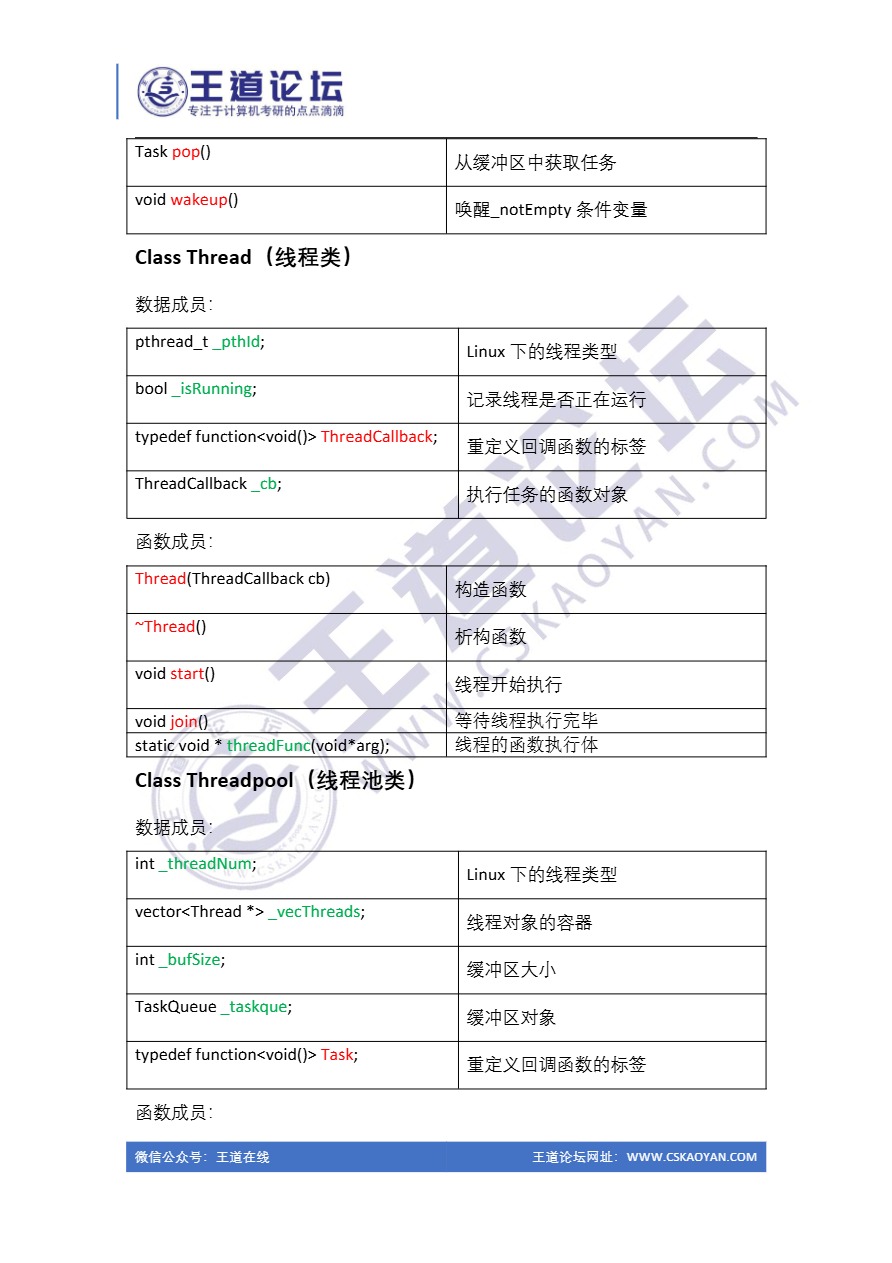 王道论坛
专注于计算机考研的点点滴滴
Task pop()
从缓冲区中获取任务
void wakeup()
唤醒_notEmpty 条件变量
Class Thread（线程类）
数据成员：
pthread_t _pthId;
Linux 下的线程类型
bool _isRunning;
记录线程是否正在运行
typedef function<void()> ThreadCallback;
重定义回调函数的标签
ThreadCallback _cb;
执行任务的函数对象
函数成员：
Thread(ThreadCallback cb)
构造函数
~Thread()
析构函数
void start()
线程开始执行
void join()
等待线程执行完毕
static void * threadFunc(void*arg);
线程的函数执行体
Class Threadpool（线程池类）
数据成员：
int _threadNum;
Linux 下的线程类型
vector<Thread *> _vecThreads;
线程对象的容器
int _bufSize;
缓冲区大小
TaskQueue _taskque;
缓冲区对象
typedef function<void()> Task;
重定义回调函数的标签
函数成员：
微信公众号：王道在线
王道论坛网址：WWW.CSKAOYAN.COM
王道论坛
WWW.CSKAOYAN.COM